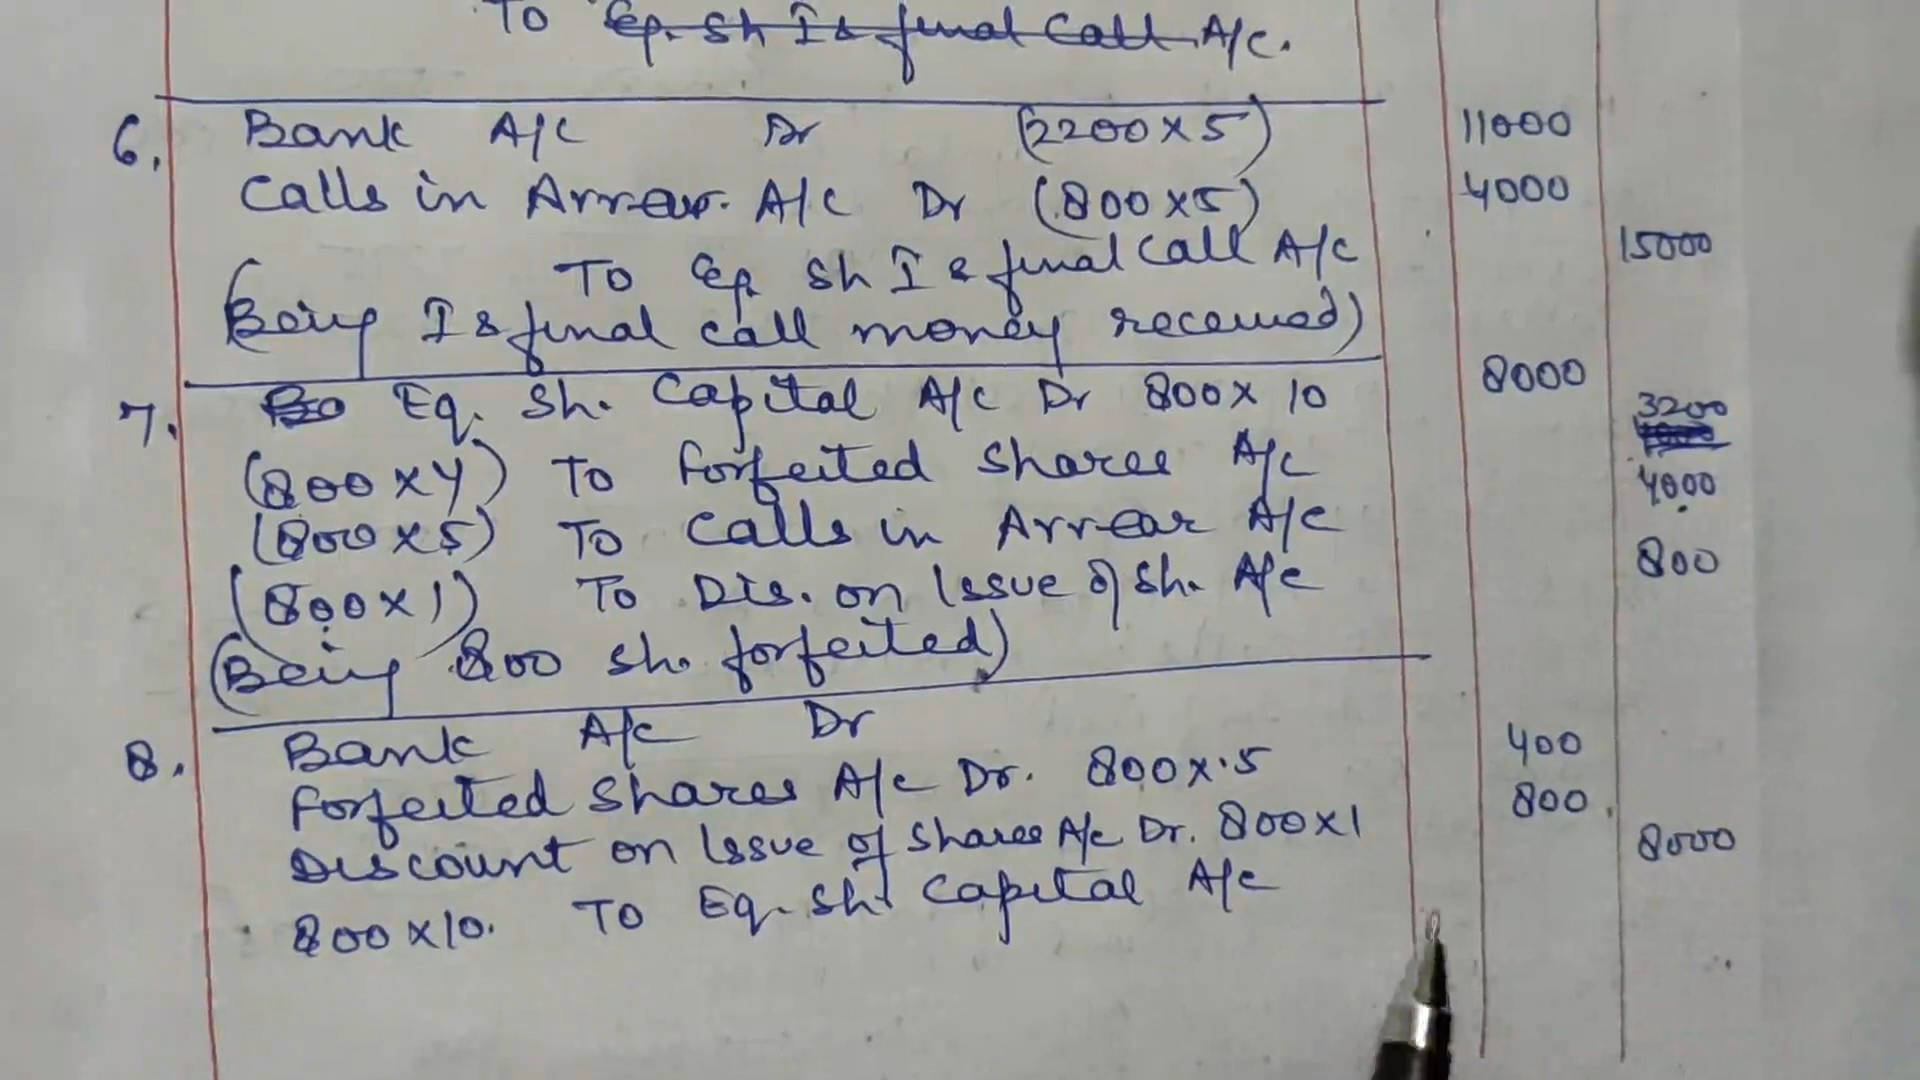 To Eq. Sh I & final Call A/c.
6. Bank A/c Dr (2200×5) 11000
Calls in Arrear. A/c Dr (800×5) 4000
To Eq. Sh I & final Call A/c 15000
(Being I & final call money received)
7. Eq. Sh. Capital A/c Dr 800×10 8000
(800×4) To forfeited shares A/c 3200
(800×5) To Calls in Arrear A/c 4000
(800×1) To Dis. on Issue of Sh. A/c 800
(Being 800 sh. forfeited)
8. Bank A/c Dr
forfeited shares A/c Dr. 800×.5 400
Discount on Issue of shares A/c Dr. 800×1 800
800×10. To Eq. Sh. Capital A/c 8000